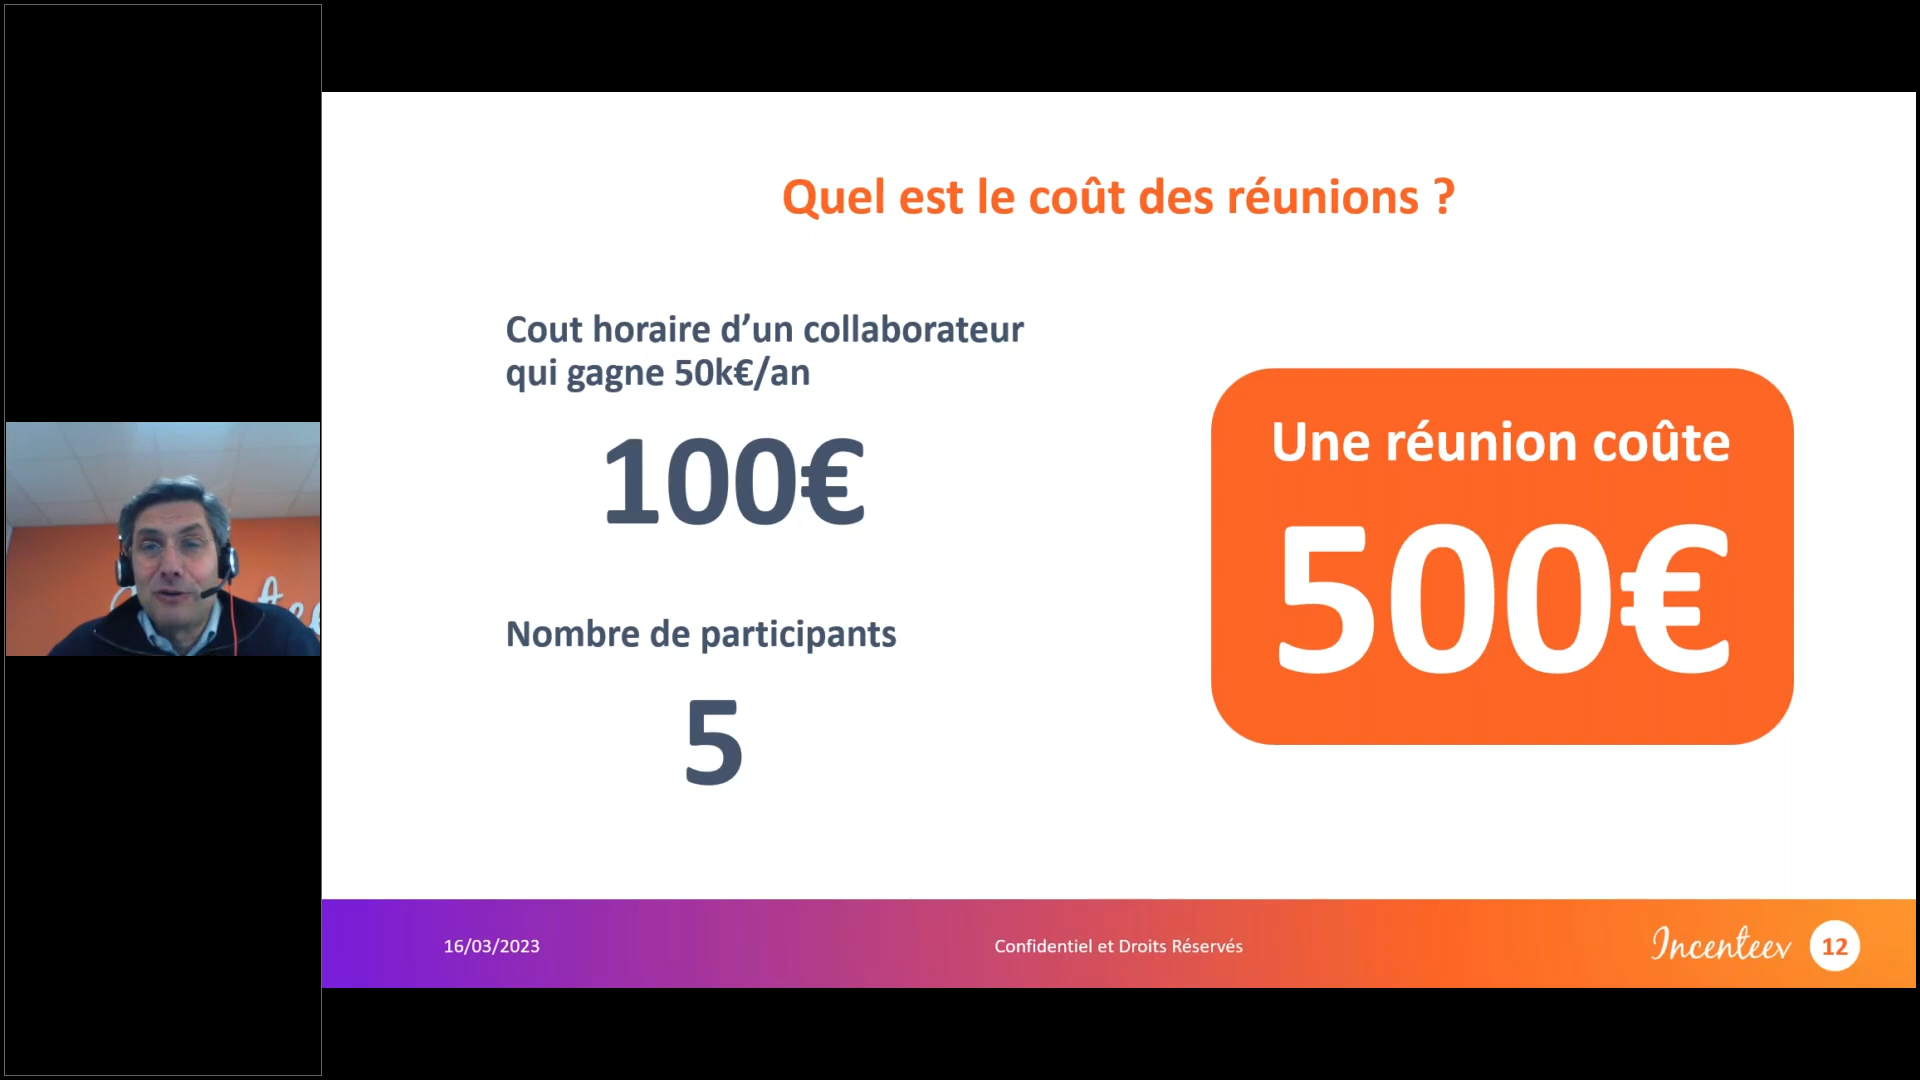 Quel est le coût des réunions ?
Cout horaire d’un collaborateur
qui gagne 50k€/an
100€
Nombre de participants
5
Une réunion coûte
500€
16/03/2023
Confidentiel et Droits Réservés
Incenteev
12